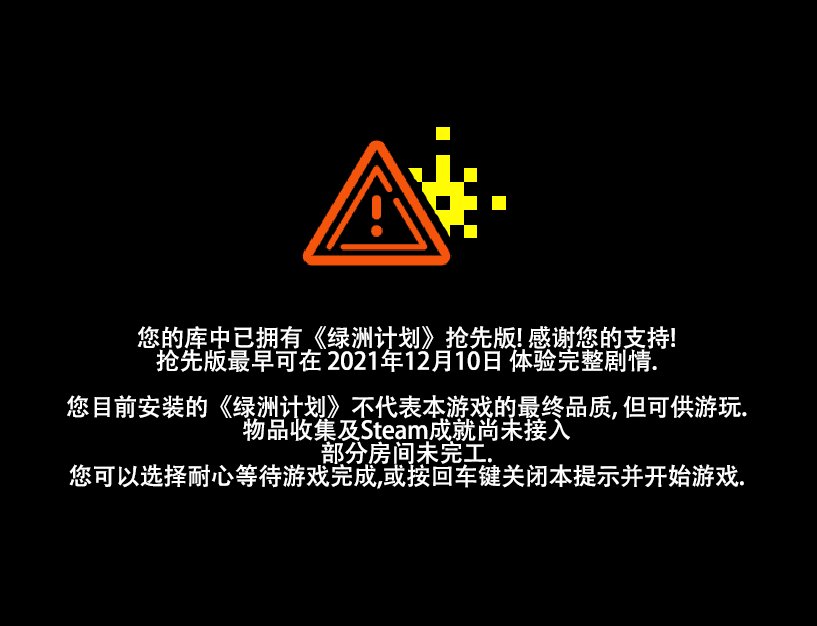 您的库中已拥有《绿洲计划》抢先版! 感谢您的支持!
抢先版最早可在 2021年12月10日 体验完整剧情.
您目前安装的《绿洲计划》不代表本游戏的最终品质, 但可供游玩.
物品收集及Steam成就尚未接入
部分房间未完工.
您可以选择耐心等待游戏完成,或按回车键关闭本提示并开始游戏.